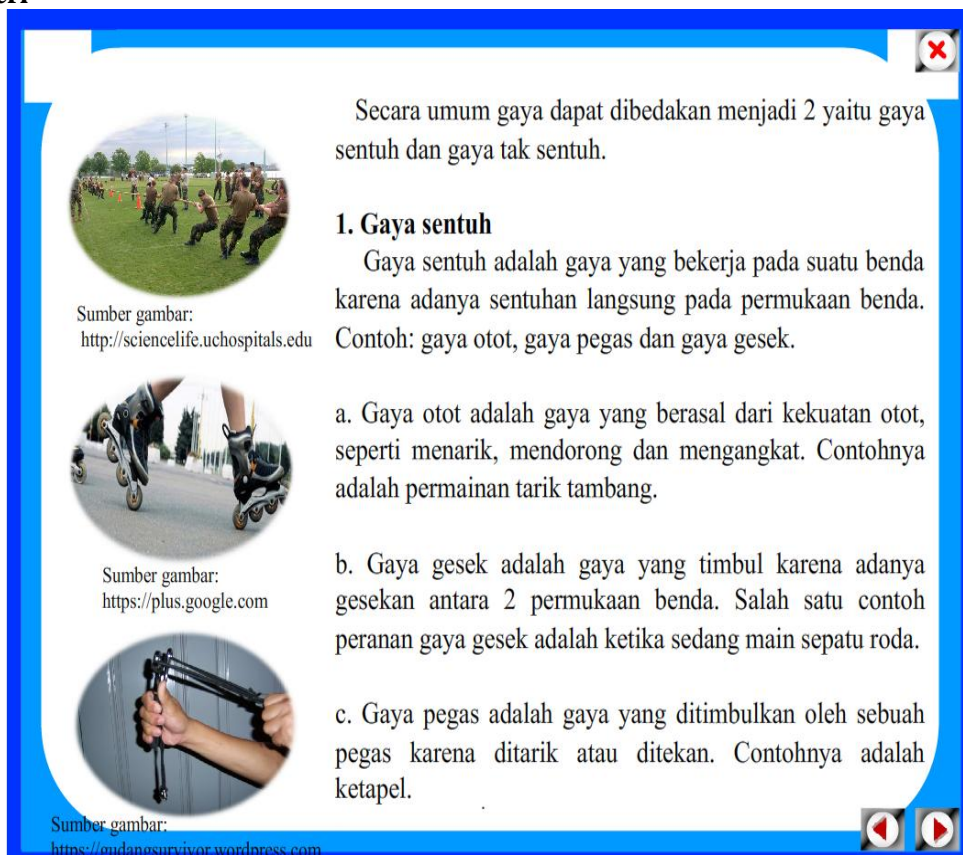 Secara umum gaya dapat dibedakan menjadi 2 yaitu gaya
sentuh dan gaya tak sentuh.
1. Gaya sentuh
Gaya sentuh adalah gaya yang bekerja pada suatu benda
karena adanya sentuhan langsung pada permukaan benda.
Contoh: gaya otot, gaya pegas dan gaya gesek.
a. Gaya otot adalah gaya yang berasal dari kekuatan otot,
seperti menarik, mendorong dan mengangkat. Contohnya
adalah permainan tarik tambang.
b. Gaya gesek adalah gaya yang timbul karena adanya
gesekan antara 2 permukaan benda. Salah satu contoh
peranan gaya gesek adalah ketika sedang main sepatu roda.
c. Gaya pegas adalah gaya yang ditimbulkan oleh sebuah
pegas karena ditarik atau ditekan. Contohnya adalah
ketapel.
Sumber gambar:
http://sciencelife.uchospitals.edu
Sumber gambar:
https://plus.google.com
Sumber gambar:
https://gudangsurvivor.wordpress.com